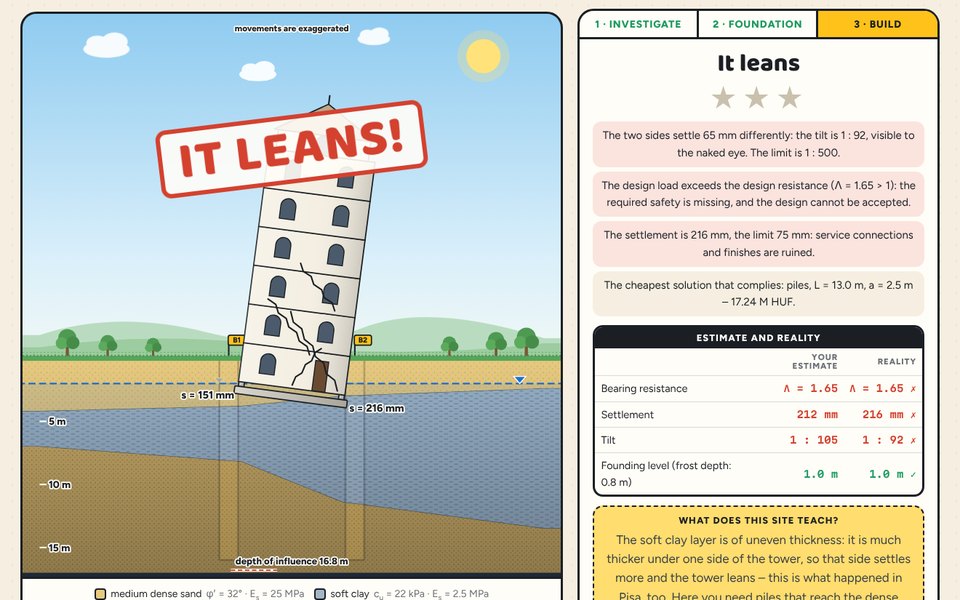 movements are exaggerated
IT LEANS!
B1
B2
s = 151 mm
s = 216 mm
5 m
10 m
15 m
depth of influence 16.8 m
medium dense sand φ′ = 32° · Eₛ = 25 MPa soft clay cᵤ = 22 kPa · Eₛ = 2.5 MPa
1 · INVESTIGATE
2 · FOUNDATION
3 · BUILD
It leans
The two sides settle 65 mm differently: the tilt is 1 : 92, visible to
the naked eye. The limit is 1 : 500.
The design load exceeds the design resistance (Λ = 1.65 > 1): the
required safety is missing, and the design cannot be accepted.
The settlement is 216 mm, the limit 75 mm: service connections
and finishes are ruined.
The cheapest solution that complies: piles, L = 13.0 m, a = 2.5 m
– 17.24 M HUF.
ESTIMATE AND REALITY
YOUR
ESTIMATE
REALITY
Bearing resistance Λ = 1.65 Λ = 1.65 ✗
Settlement 212 mm 216 mm ✗
Tilt 1 : 105 1 : 92 ✗
Founding level (frost depth:
0.8 m) 1.0 m 1.0 m ✓
WHAT DOES THIS SITE TEACH?
The soft clay layer is of uneven thickness: it is much
thicker under one side of the tower, so that side settles
more and the tower leans – this is what happened in
Pisa, too. Here you need piles that reach the dense